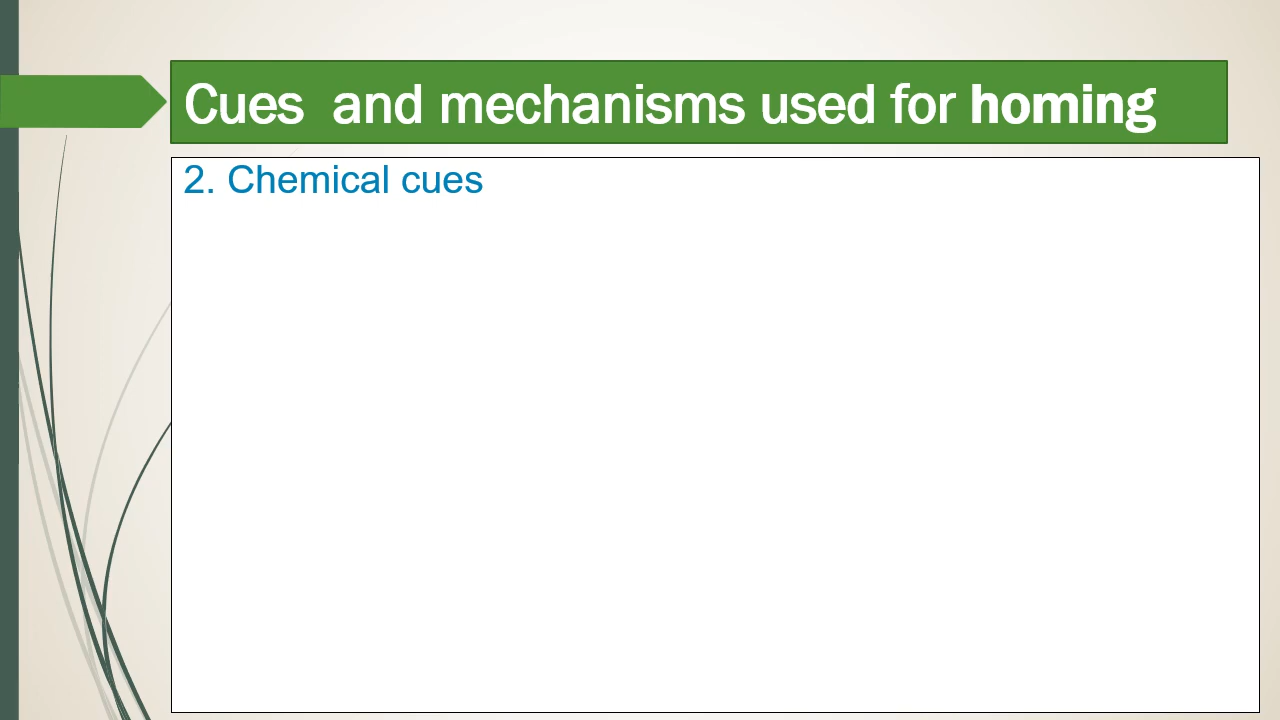 Cues  and mechanisms used for homing
2. Chemical cues